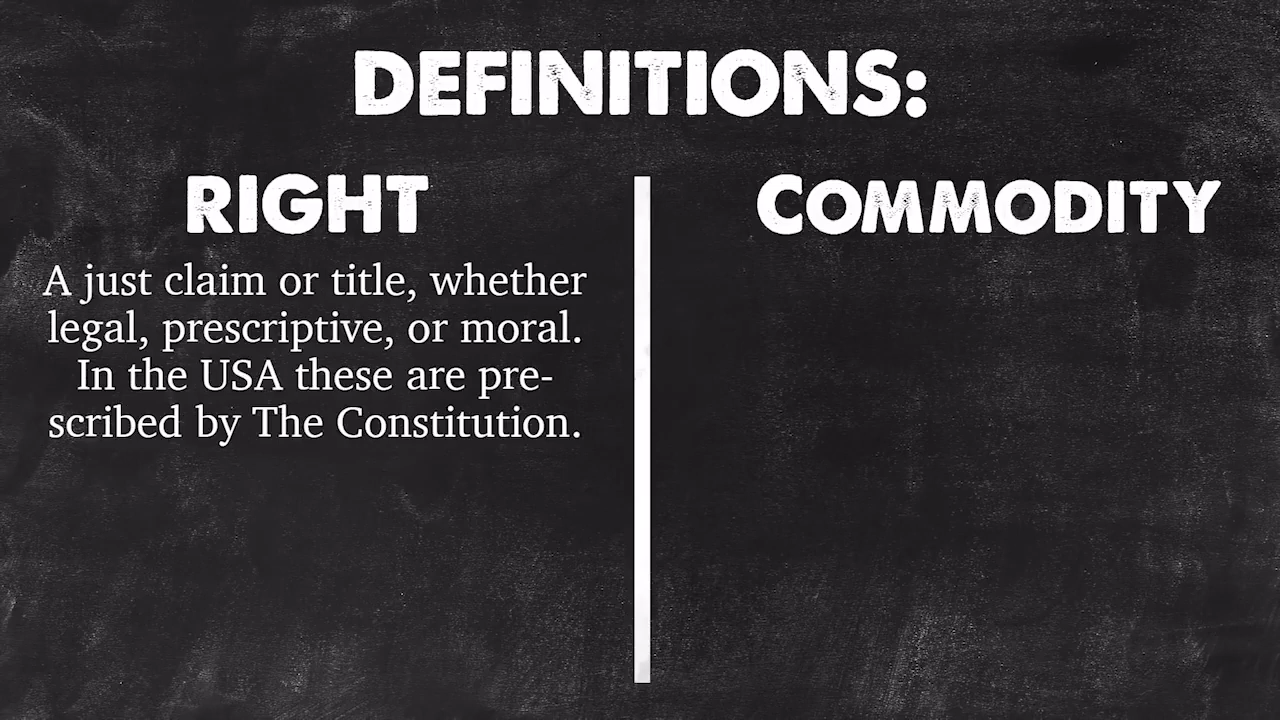 DEFINITIONS:
RIGHT
A just claim or title, whether
legal, prescriptive, or moral.
In the USA these are pre-
scribed by The Constitution.
COMMODITY